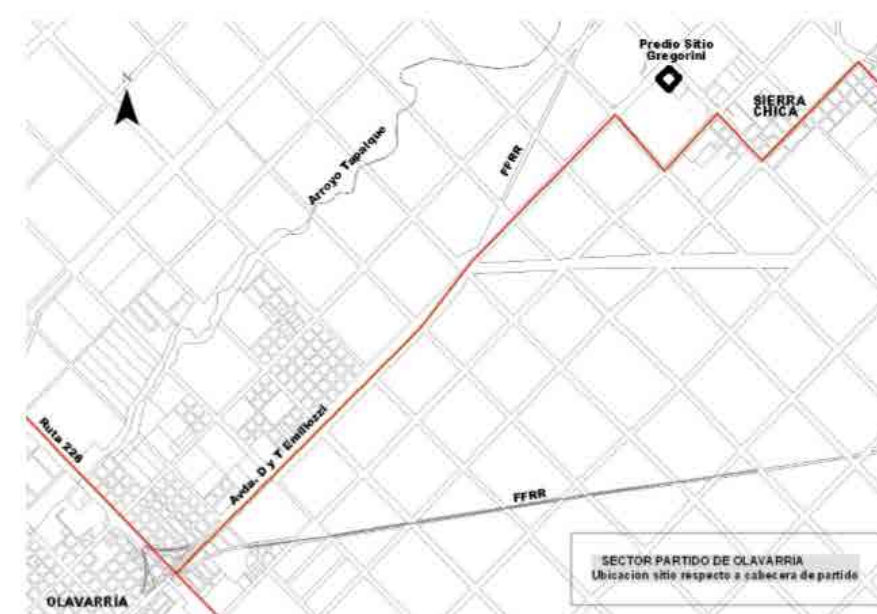 Predio Sitio
Gregorini
SIERRA
CHICA
N
Arroyo Tapalque
FFRR
Ruta 226
Avda. D y T Emiliozzi
FFRR
OLAVARRÍA
SECTOR PARTIDO DE OLAVARRIA
Ubicación sitio respecto a cabecera de partido